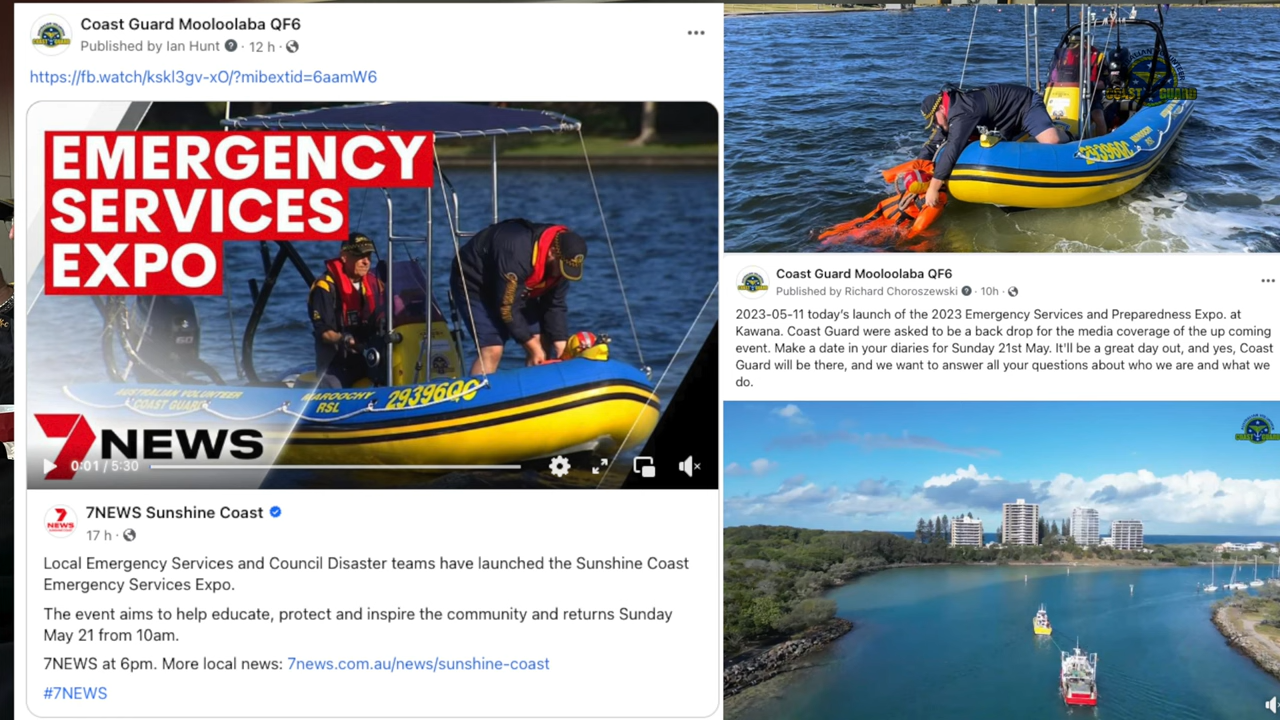 Coast Guard Mooloolaba QF6
Published by Ian Hunt · 12 h ·
https://fb.watch/kskl3gv-xO/?mibextid=6aamW6
EMERGENCY
SERVICES
EXPO
160
AUSTRALIAN VOLUNTEER
COAST GUARD
MAROOCHY
RSL
293960C
7NEWS
0:01 / 5:30
7NEWS Sunshine Coast
17 h ·
Local Emergency Services and Council Disaster teams have launched the Sunshine Coast
Emergency Services Expo.
The event aims to help educate, protect and inspire the community and returns Sunday
May 21 from 10am.
7NEWS at 6pm. More local news: 7news.com.au/news/sunshine-coast
#7NEWS
COAST GUARD
293960C
Coast Guard Mooloolaba QF6
Published by Richard Choroszewski · 10h ·
2023-05-11 today's launch of the 2023 Emergency Services and Preparedness Expo. at
Kawana. Coast Guard were asked to be a back drop for the media coverage of the up coming
event. Make a date in your diaries for Sunday 21st May. It'll be a great day out, and yes, Coast
Guard will be there, and we want to answer all your questions about who we are and what we
do.